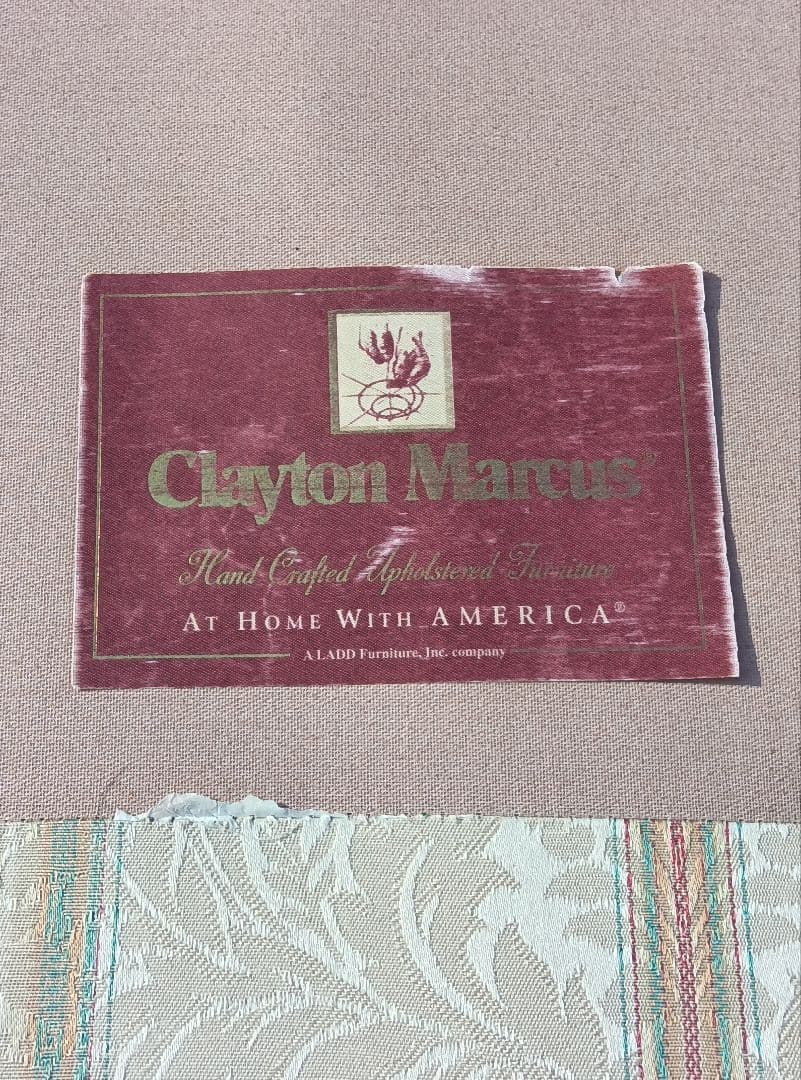 Clayton Marcus®
Hand Crafted Upholstered Furniture
AT HOME WITH AMERICA®
A LADD Furniture, Inc. company